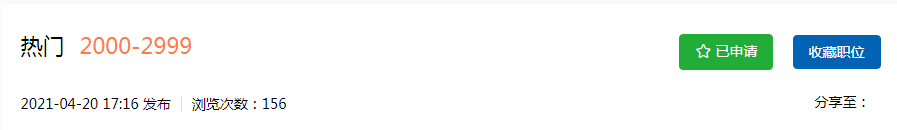 热门 2000-2999 已申请 收藏职位
2021-04-20 17:16 发布 | 浏览次数：156 分享至：